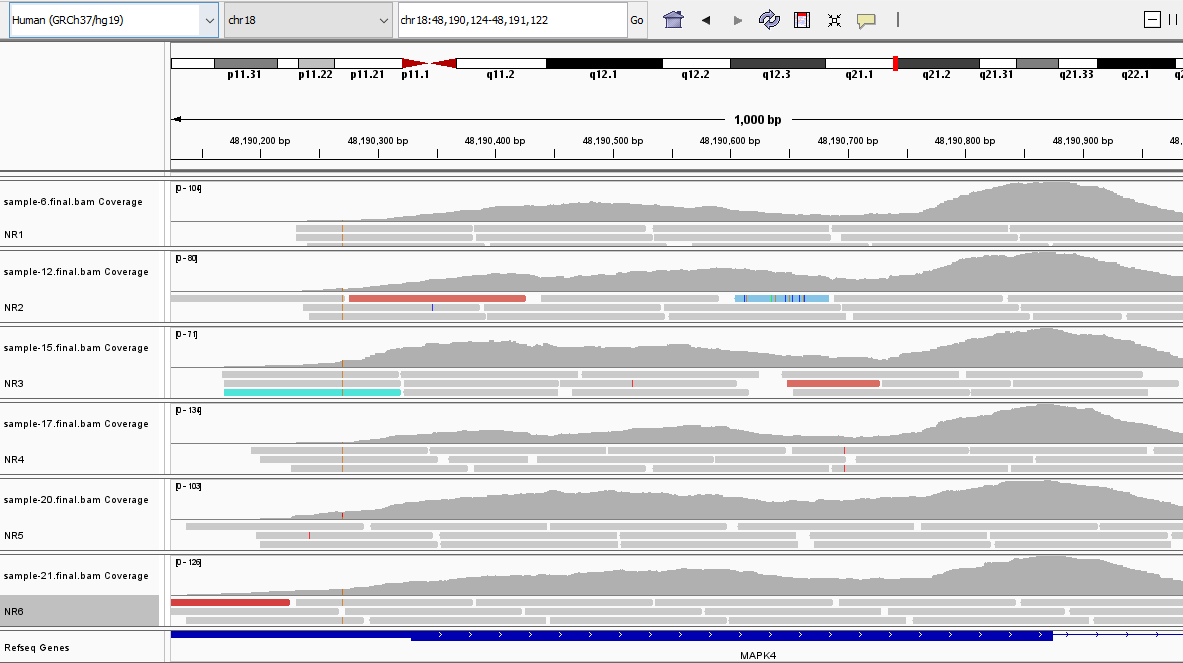 Human (GRCh37/hg19) chr18 chr18:48,190,124-48,191,122 Go
p11.31 p11.22 p11.21 p11.1 q11.2 q12.1 q12.2 q12.3 q21.1 q21.2 q21.31 q21.33 q22.1
1,000 bp
48,190,200 bp 48,190,300 bp 48,190,400 bp 48,190,500 bp 48,190,600 bp 48,190,700 bp 48,190,800 bp 48,190,900 bp 48,
[0 - 104]
sample-6.final.bam Coverage
NR1
[0 - 80]
sample-12.final.bam Coverage
NR2
[0 - 71]
sample-15.final.bam Coverage
NR3
[0 - 134]
sample-17.final.bam Coverage
NR4
[0 - 103]
sample-20.final.bam Coverage
NR5
[0 - 126]
sample-21.final.bam Coverage
NR6
Refseq Genes
MAPK4